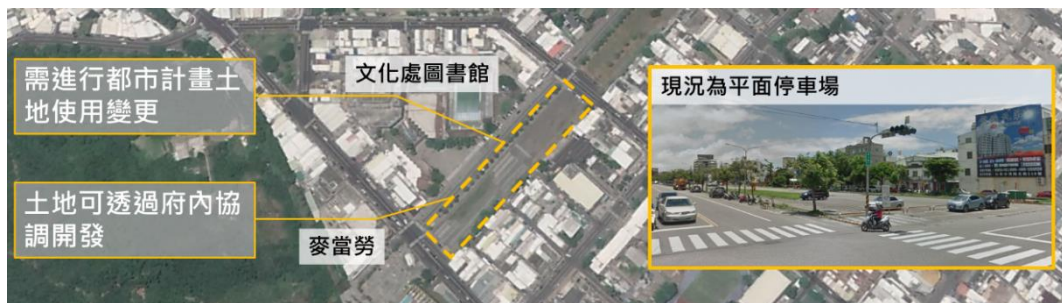 需進行都市計畫土
地使用變更
文化處圖書館
土地可透過府內協
調開發
麥當勞
現況為平面停車場